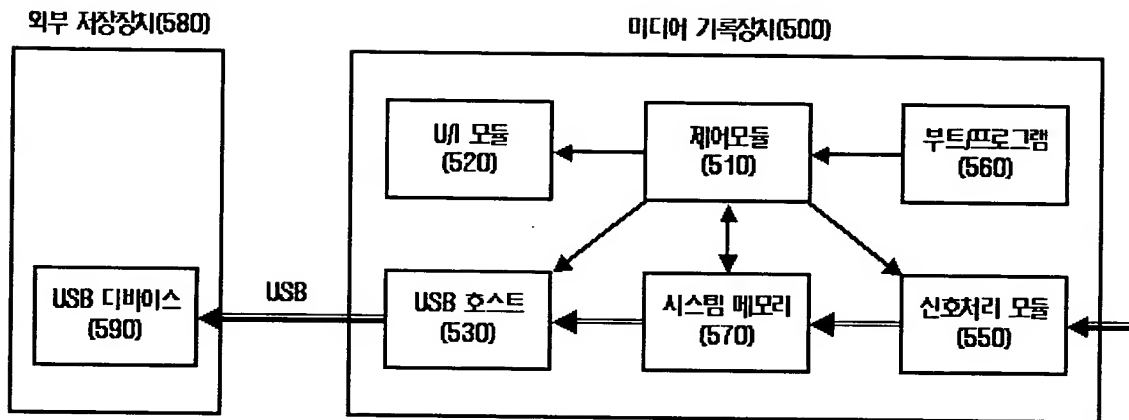 외부 저장장치(580)
미디어 기록장치(500)
U/I 모듈
(520)
제어모듈
(510)
부트/프로그램
(560)
USB 디바이스
(590)
USB
USB 호스트
(530)
시스템 메모리
(570)
신호처리 모듈
(550)